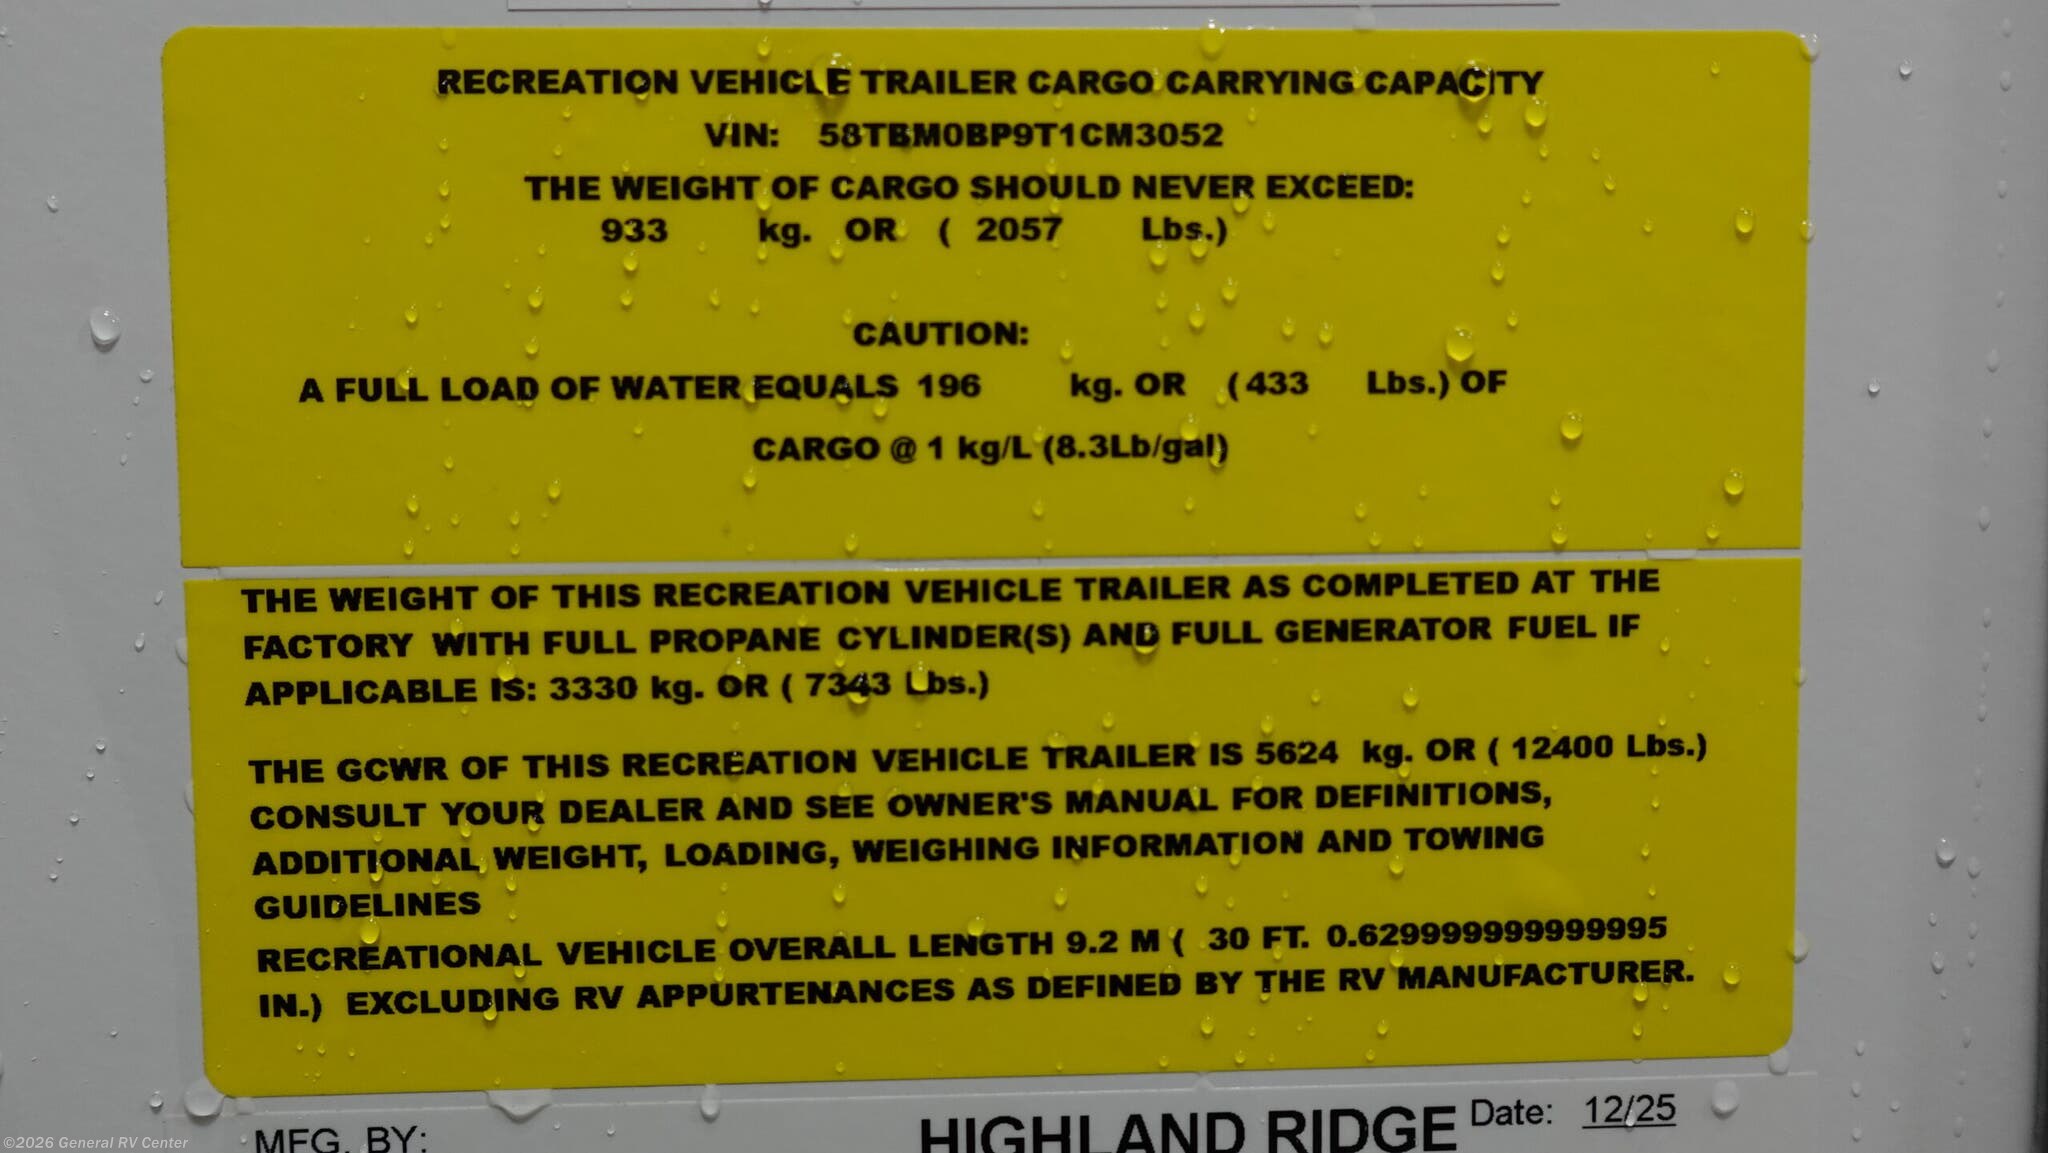 RECREATION VEHICLE TRAILER CARGO CARRYING CAPACITY
VIN: 58TBM0BP9T1CM3052
THE WEIGHT OF CARGO SHOULD NEVER EXCEED:
933 kg. OR ( 2057 Lbs.)
CAUTION:
A FULL LOAD OF WATER EQUALS 196 kg. OR (433 Lbs.) OF
CARGO @ 1 kg/L (8.3Lb/gal)
THE WEIGHT OF THIS RECREATION VEHICLE TRAILER AS COMPLETED AT THE
FACTORY WITH FULL PROPANE CYLINDER(S) AND FULL GENERATOR FUEL IF
APPLICABLE IS: 3330 kg. OR ( 7343 Lbs.)
THE GCWR OF THIS RECREATION VEHICLE TRAILER IS 5624 kg. OR ( 12400 Lbs.)
CONSULT YOUR DEALER AND SEE OWNER'S MANUAL FOR DEFINITIONS,
ADDITIONAL WEIGHT, LOADING, WEIGHING INFORMATION AND TOWING
GUIDELINES
RECREATIONAL VEHICLE OVERALL LENGTH 9.2 M ( 30 FT. 0.629999999999995
IN.) EXCLUDING RV APPURTENANCES AS DEFINED BY THE RV MANUFACTURER.
MFG. BY: HIGHLAND RIDGE Date: 12/25
©2026 General RV Center